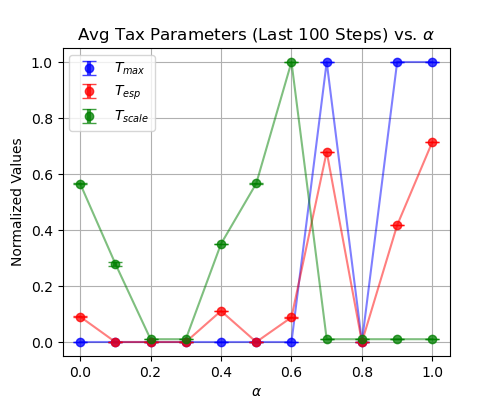 Avg Tax Parameters (Last 100 Steps) vs. α
T_max
T_esp
T_scale
Normalized Values
1.0
0.8
0.6
0.4
0.2
0.0
0.0 0.2 0.4 0.6 0.8 1.0
α